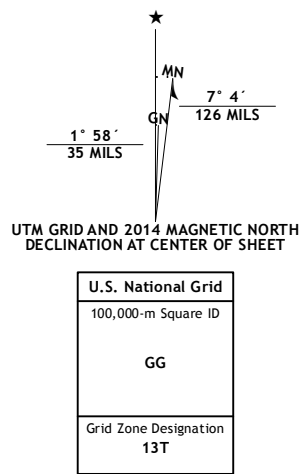 ★
MN
GN
7° 4´
126 MILS
1° 58´
35 MILS
UTM GRID AND 2014 MAGNETIC NORTH
DECLINATION AT CENTER OF SHEET
U.S. National Grid
100,000-m Square ID
GG
Grid Zone Designation
13T